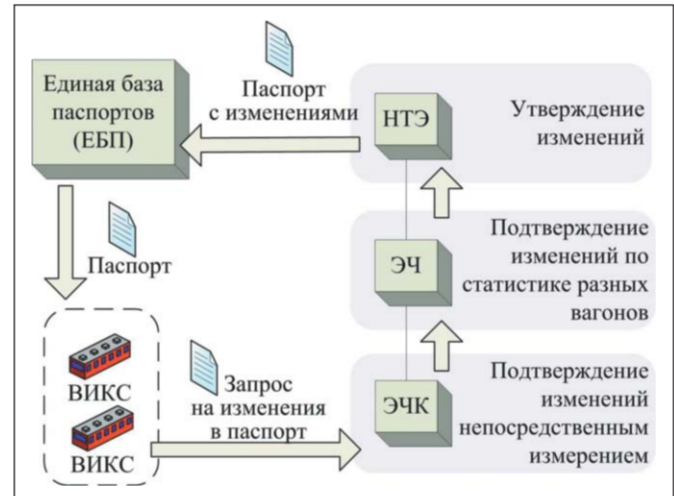 Единая база
паспортов
(ЕБП)
Паспорт
с изменениями
НТЭ
Утверждение
изменений
Паспорт
ЭЧ
Подтверждение
изменений по
статистике разных
вагонов
ВИКС
ВИКС
Запрос
на изменения
в паспорт
ЭЧК
Подтверждение
изменений
непосредственным
измерением